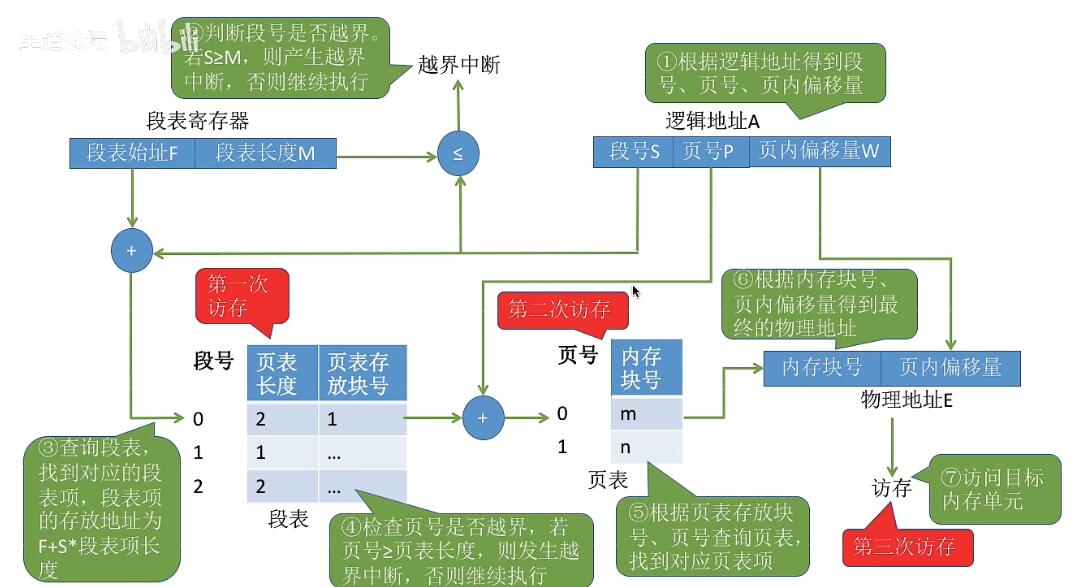 王道论坛 bilibili
②判断段号是否越界。
若S≥M，则产生越界
中断，否则继续执行
越界中断
①根据逻辑地址得到段
号、页号、页内偏移量
段表寄存器
段表始址F 段表长度M
≤
逻辑地址A
段号S 页号P 页内偏移量W
+
第一次
访存
第二次访存
⑥根据内存块号、
页内偏移量得到最
终的物理地址
段号
页表
长度
页表存
放块号
0 2 1
1 1 ...
2 2 ...
段表
+
页号
内存
块号
0 m
1 n
页表
内存块号 页内偏移量
物理地址E
③查询段表，
找到对应的段
表项，段表项
的存放地址为
F+S*段表项长
度
④检查页号是否越界，若
页号≥页表长度，则发生越
界中断，否则继续执行
⑤根据页表存放块
号、页号查询页表，
找到对应页表项
访存
⑦访问目标
内存单元
第三次访存